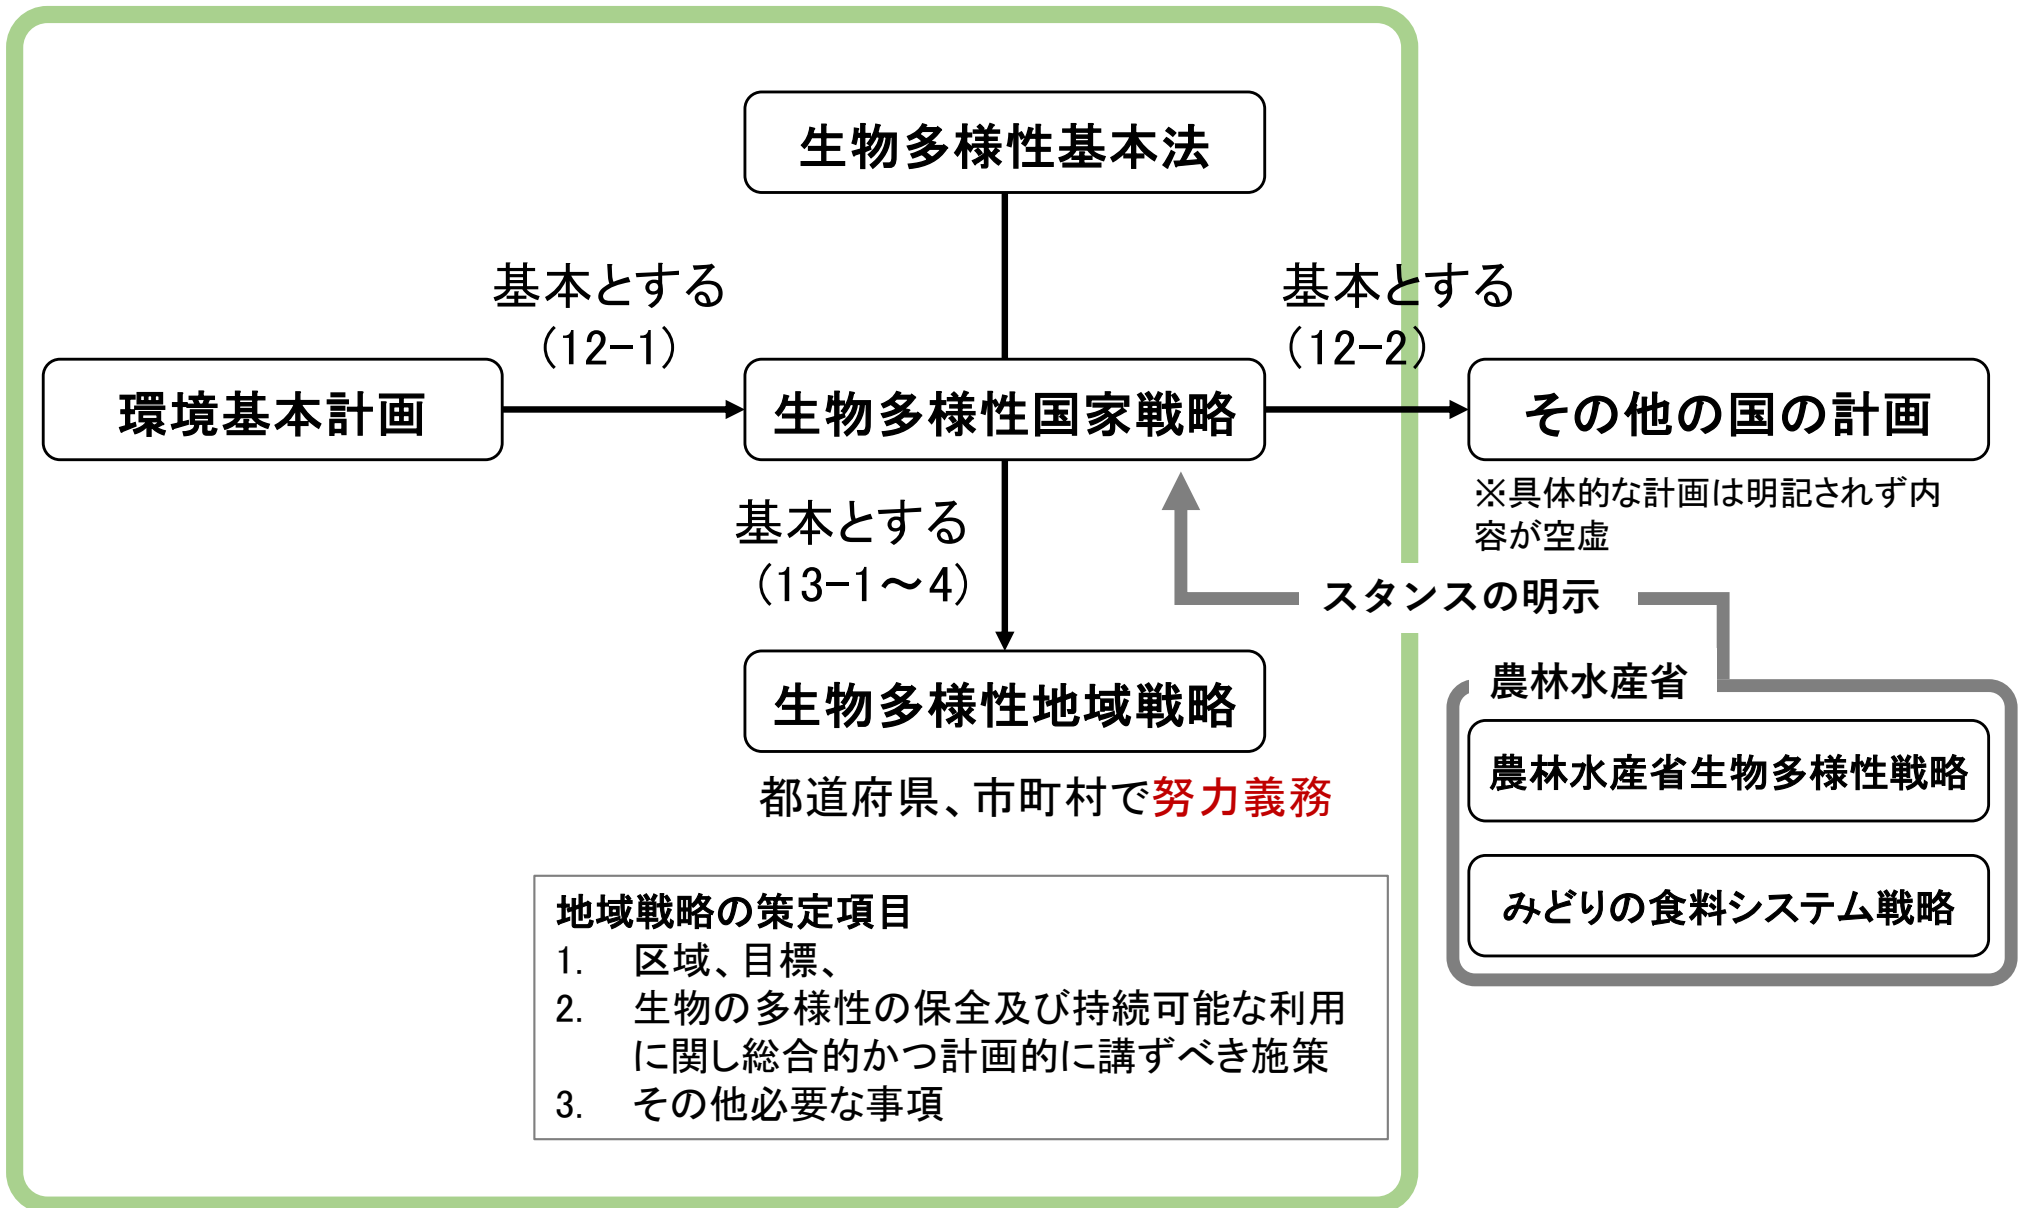 生物多様性基本法
基本とする
(12-1)
基本とする
(12-2)
環境基本計画
生物多様性国家戦略
その他の国の計画
※具体的な計画は明記されず内
容が空虚
基本とする
(13-1～4)
スタンスの明示
生物多様性地域戦略
都道府県、市町村で努力義務
農林水産省
農林水産省生物多様性戦略
みどりの食料システム戦略
地域戦略の策定項目
1. 区域、目標、
2. 生物の多様性の保全及び持続可能な利用
に関し総合的かつ計画的に講ずべき施策
3. その他必要な事項